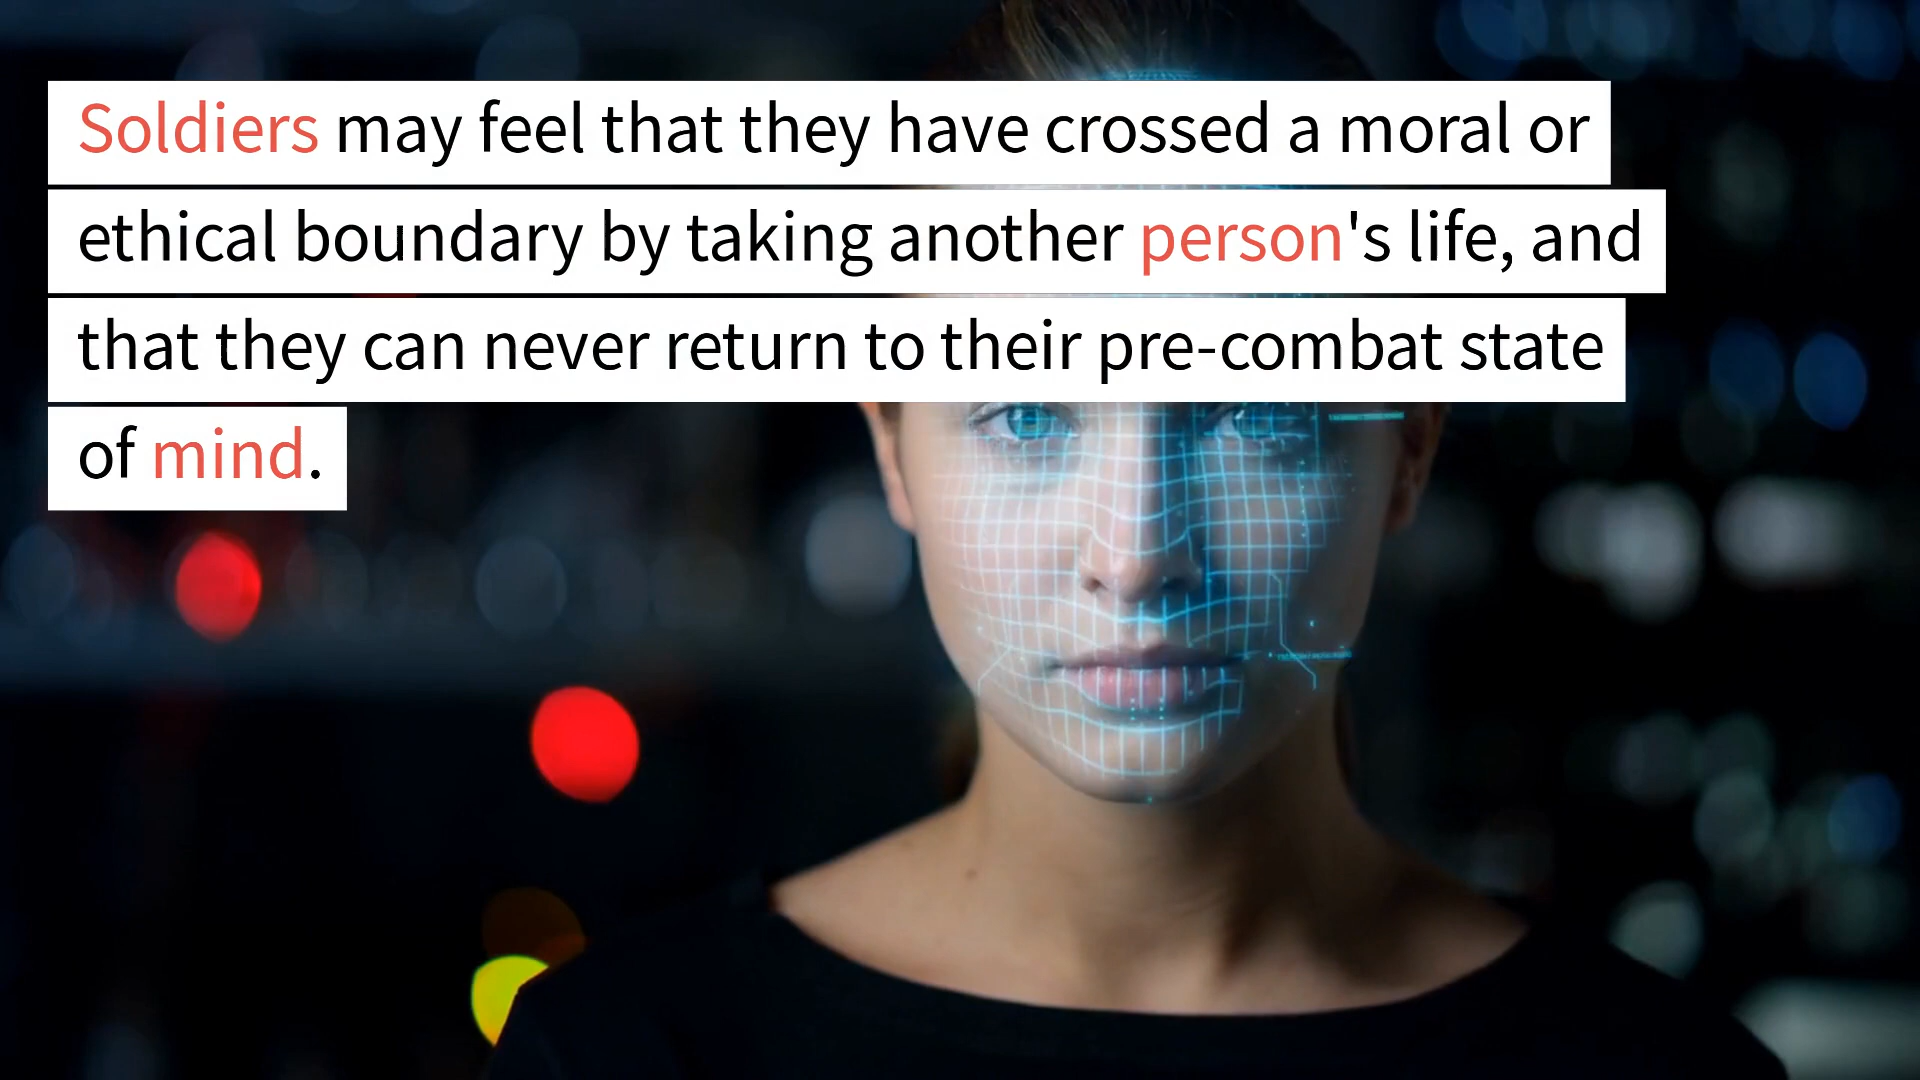 Soldiers may feel that they have crossed a moral or
ethical boundary by taking another person's life, and
that they can never return to their pre-combat state
of mind.